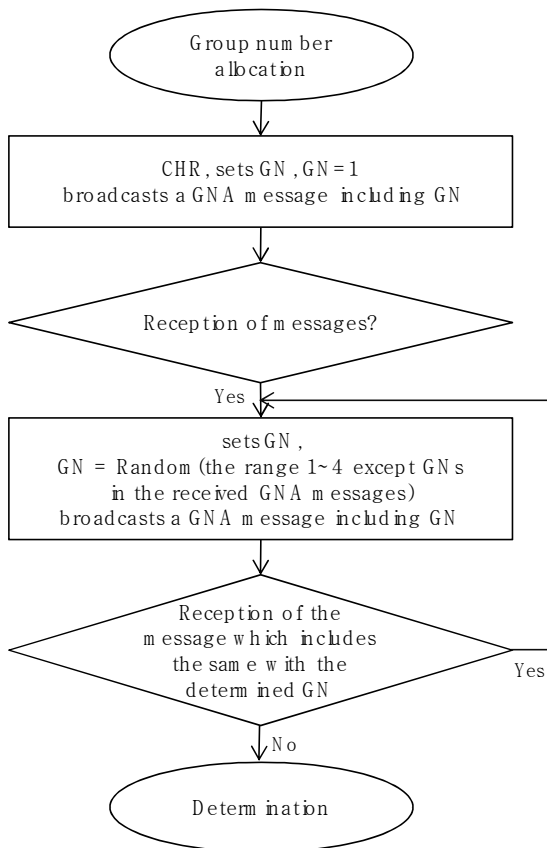 Group number
allocation
CHR, sets GN, GN=1
broadcasts a GNA message including GN
Reception of messages?
Yes
sets GN,
GN = Random (the range 1~4 except GNs
in the received GNA messages)
broadcasts a GNA message including GN
Reception of the
message which includes
the same with the
determined GN
Yes
No
Determination